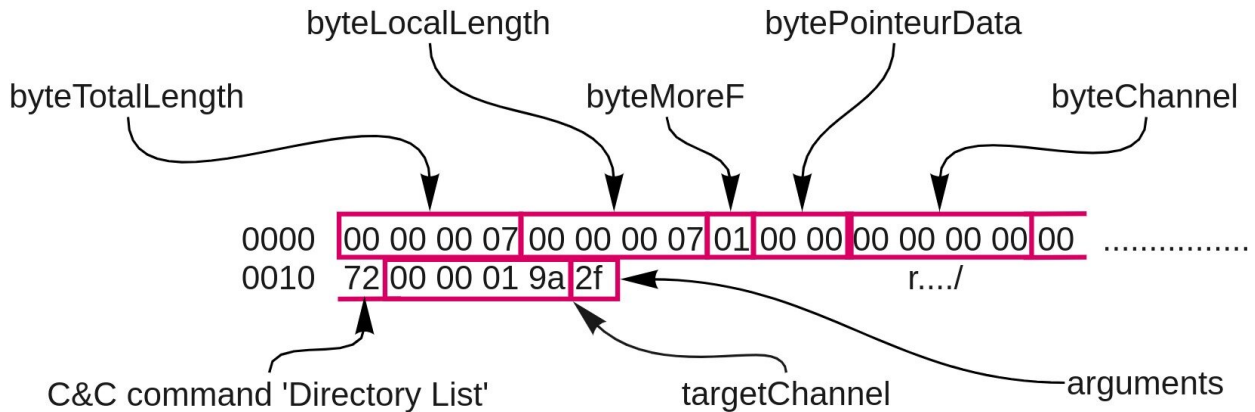 byteLocalLength bytePointeurData
byteTotalLength byteMoreF byteChannel
0000 00 00 00 07 00 00 00 07 01 00 00 00 00 00 00 00 ................
0010 72 00 00 01 9a 2f r..../
C&C command 'Directory List' targetChannel arguments